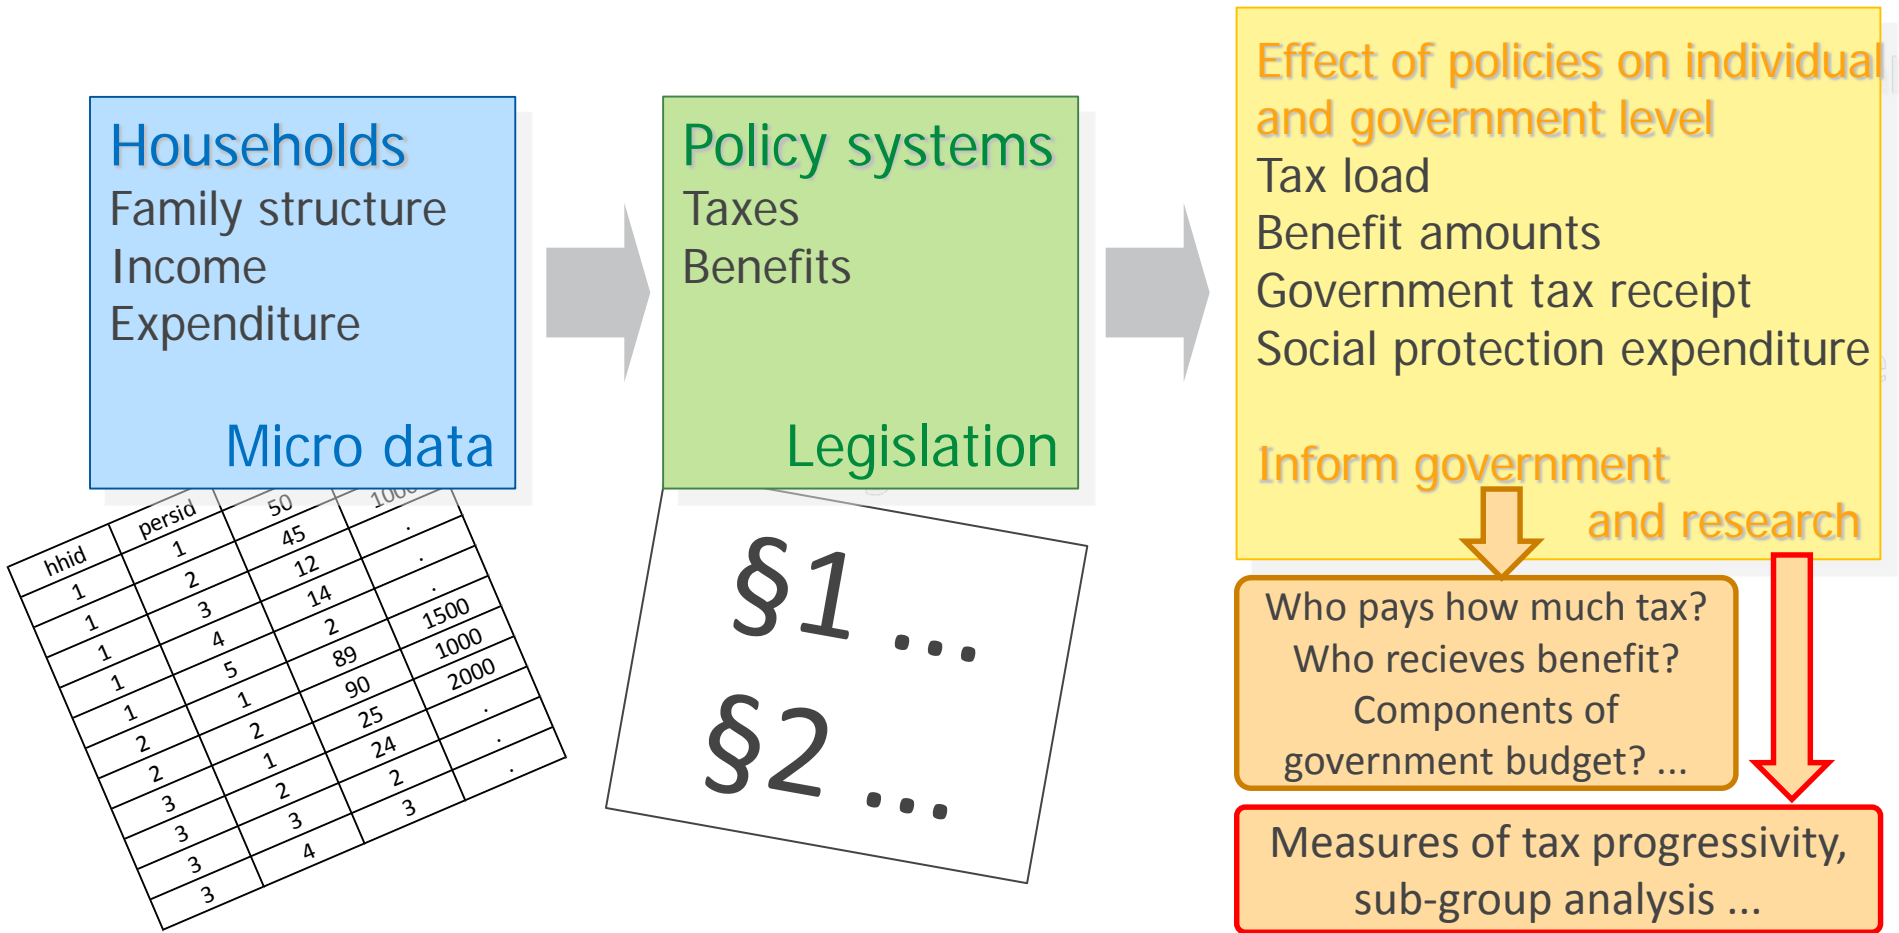 Households
Family structure
Income
Expenditure
Micro data
hhid persid
1 1 50
1 2 45 1000
1 3 12 .
1 4 14 .
1 5 2 .
2 1 89 1500
2 2 90 1000
3 1 25 2000
3 2 24 .
3 3 2 .
3 4 3 .
Policy systems
Taxes
Benefits
Legislation
§1 ...
§2 ...
Effect of policies on individual
and government level
Tax load
Benefit amounts
Government tax receipt
Social protection expenditure
Inform government
and research
Who pays how much tax?
Who recieves benefit?
Components of
government budget? ...
Measures of tax progressivity,
sub-group analysis ...